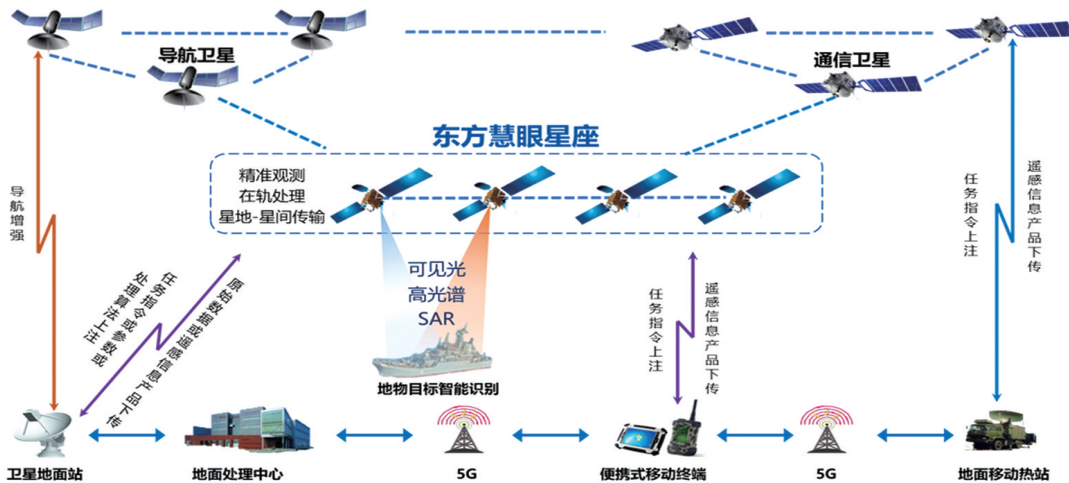 导航卫星
通信卫星
东方慧眼星座
精准观测
在轨处理
星地-星间传输
可见光
高光谱
SAR
地物目标智能识别
导航增强
任务指令或参数或
处理算法上注
原始数据或遥感信息产品下传
任务指令上注
遥感信息产品下传
任务指令上注
遥感信息产品下传
卫星地面站
地面处理中心
5G
便携式移动终端
5G
地面移动热站